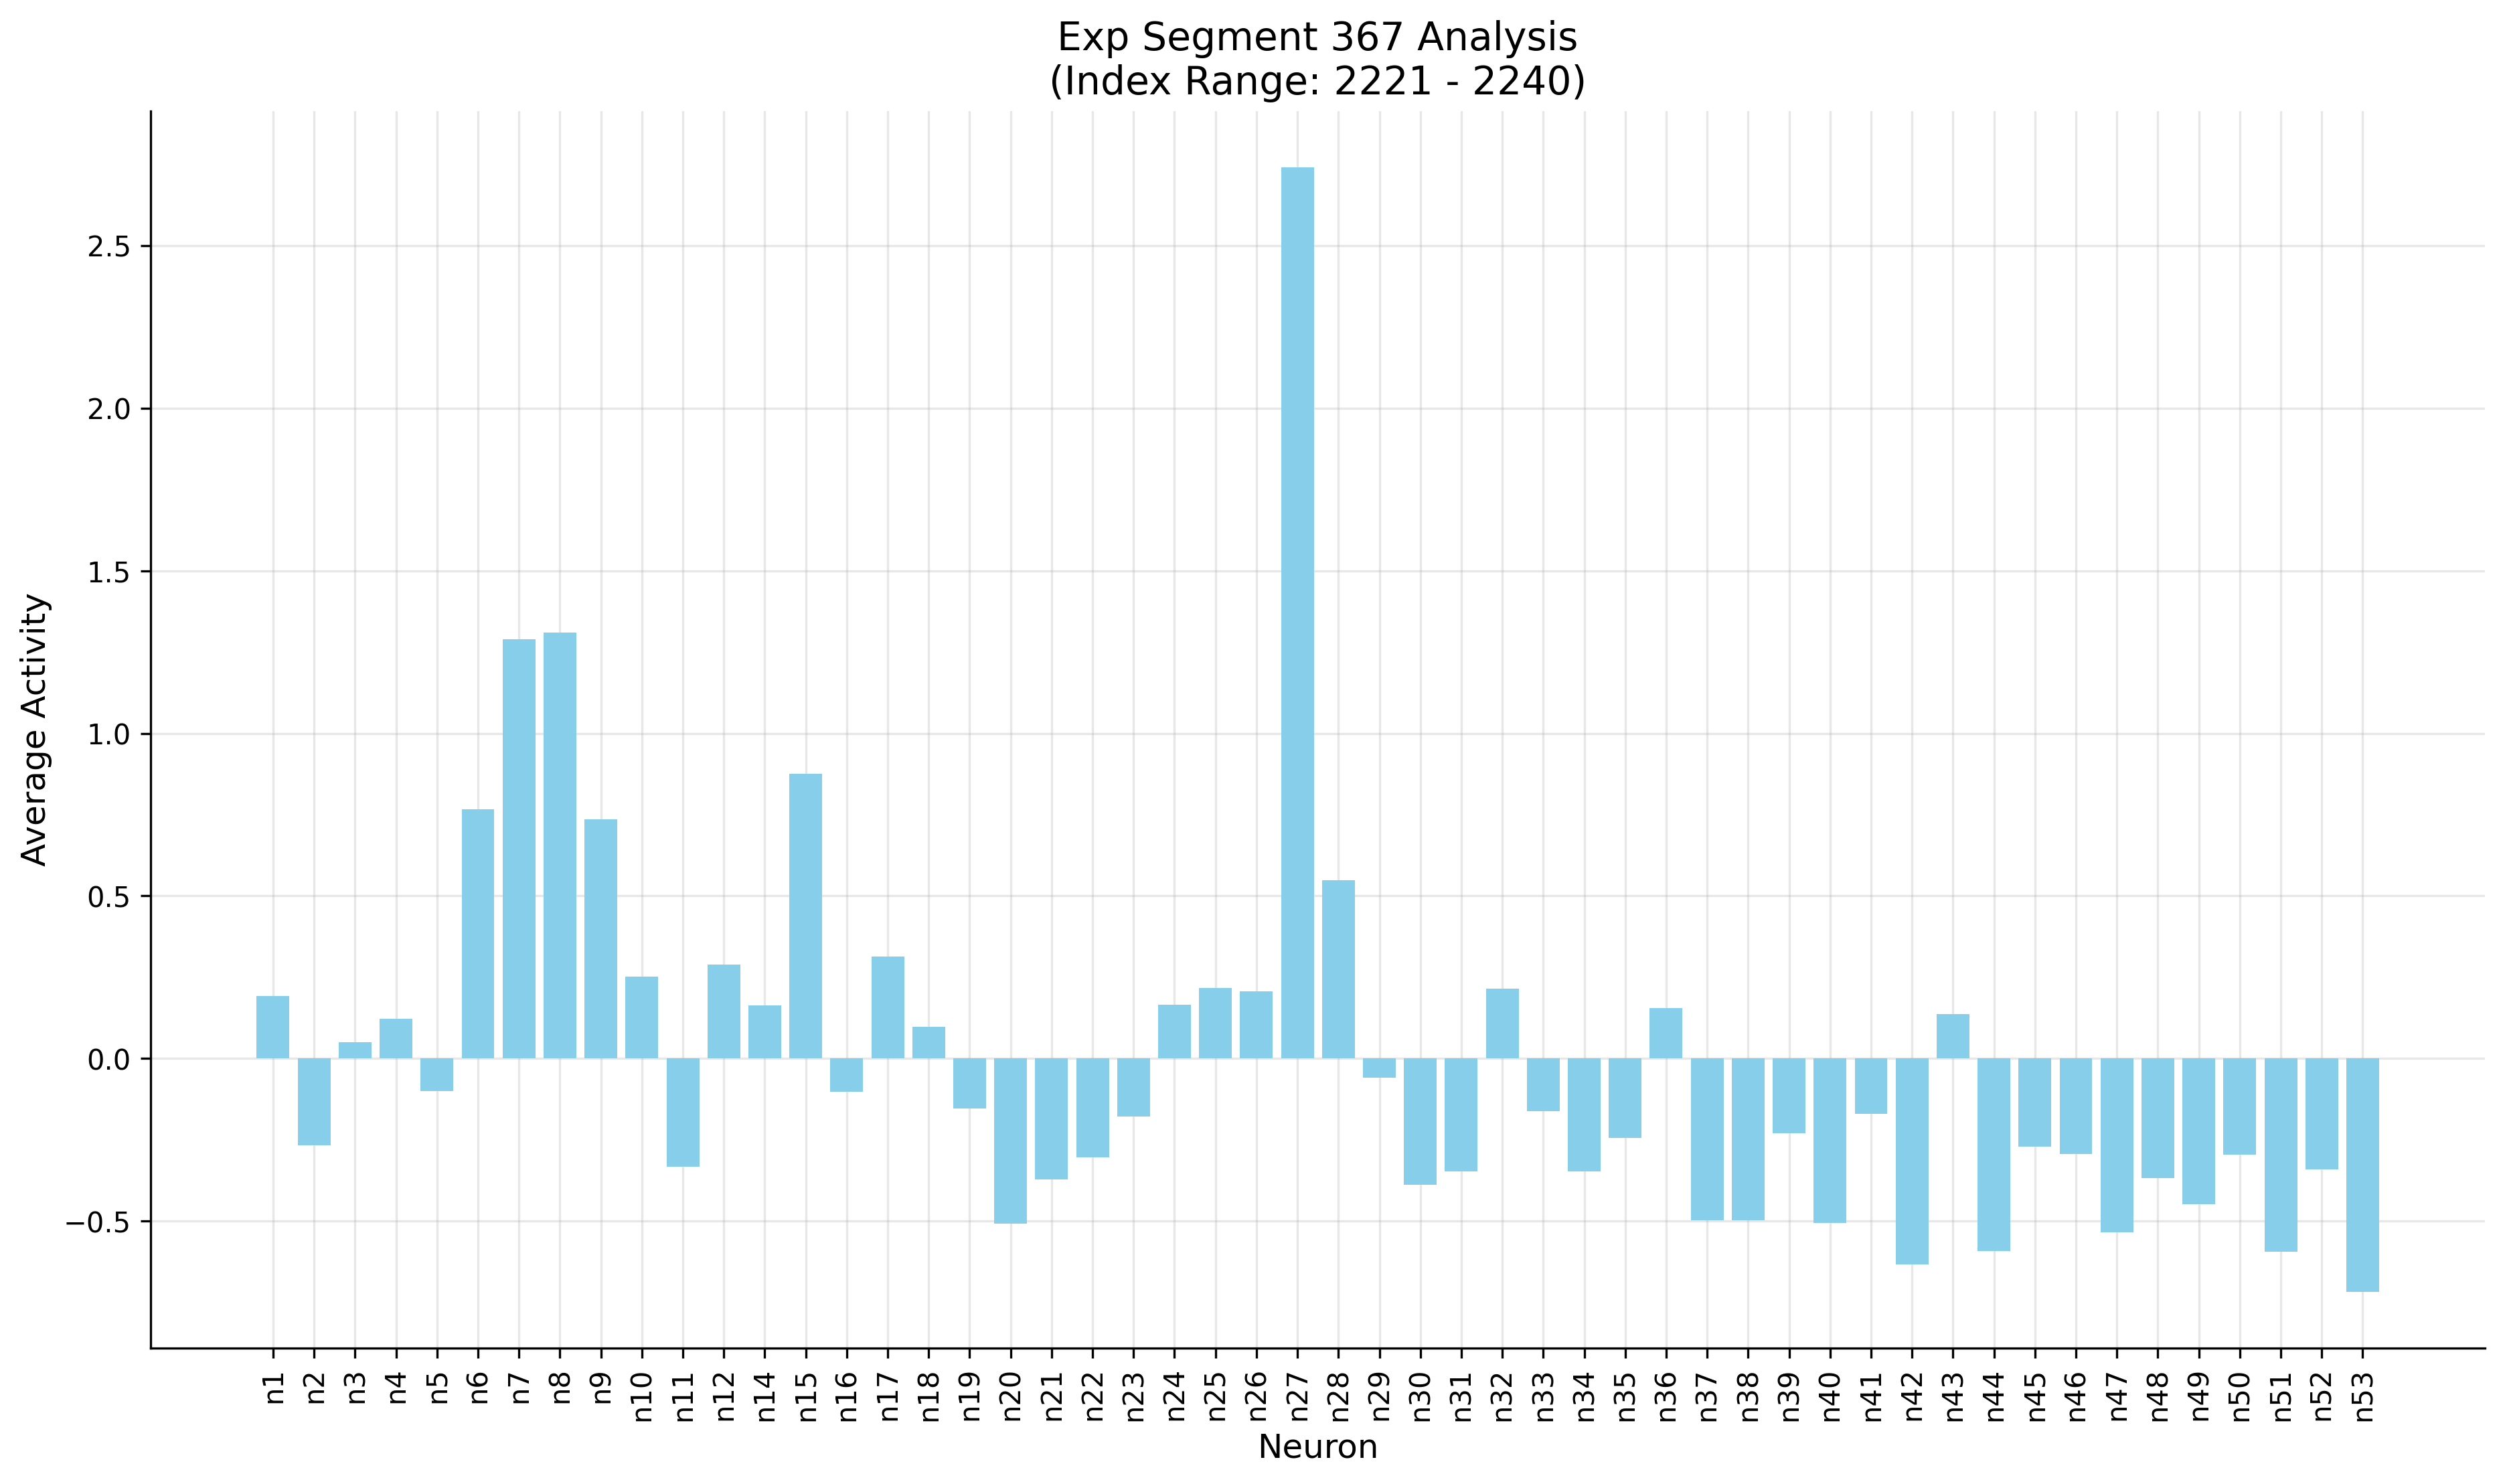 Exp Segment 367 Analysis
(Index Range: 2221 - 2240)
Average Activity
2.5
2.0
1.5
1.0
0.5
0.0
−0.5
n1
n2
n3
n4
n5
n6
n7
n8
n9
n10
n11
n12
n14
n15
n16
n17
n18
n19
n20
n21
n22
n23
n24
n25
n26
n27
n28
n29
n30
n31
n32
n33
n34
n35
n36
n37
n38
n39
n40
n41
n42
n43
n44
n45
n46
n47
n48
n49
n50
n51
n52
n53
Neuron